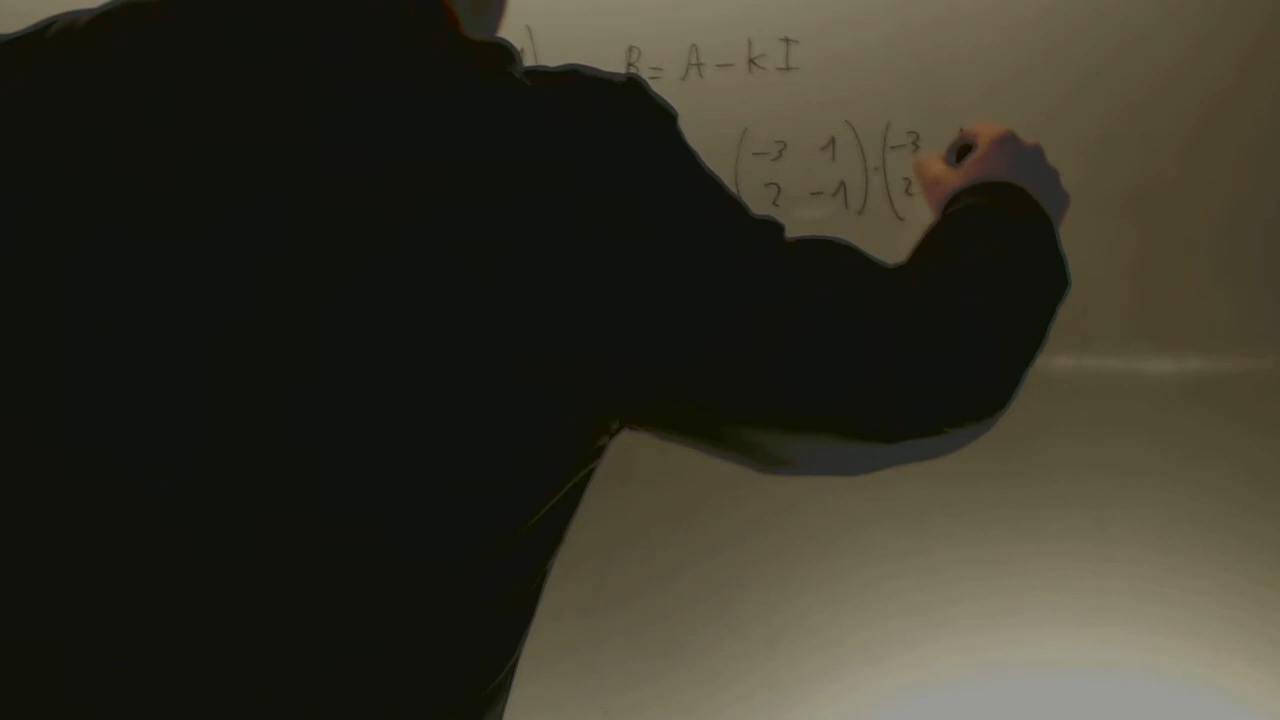 ) B = A - kI
(-3 1) · (-3
(2 -1) (2